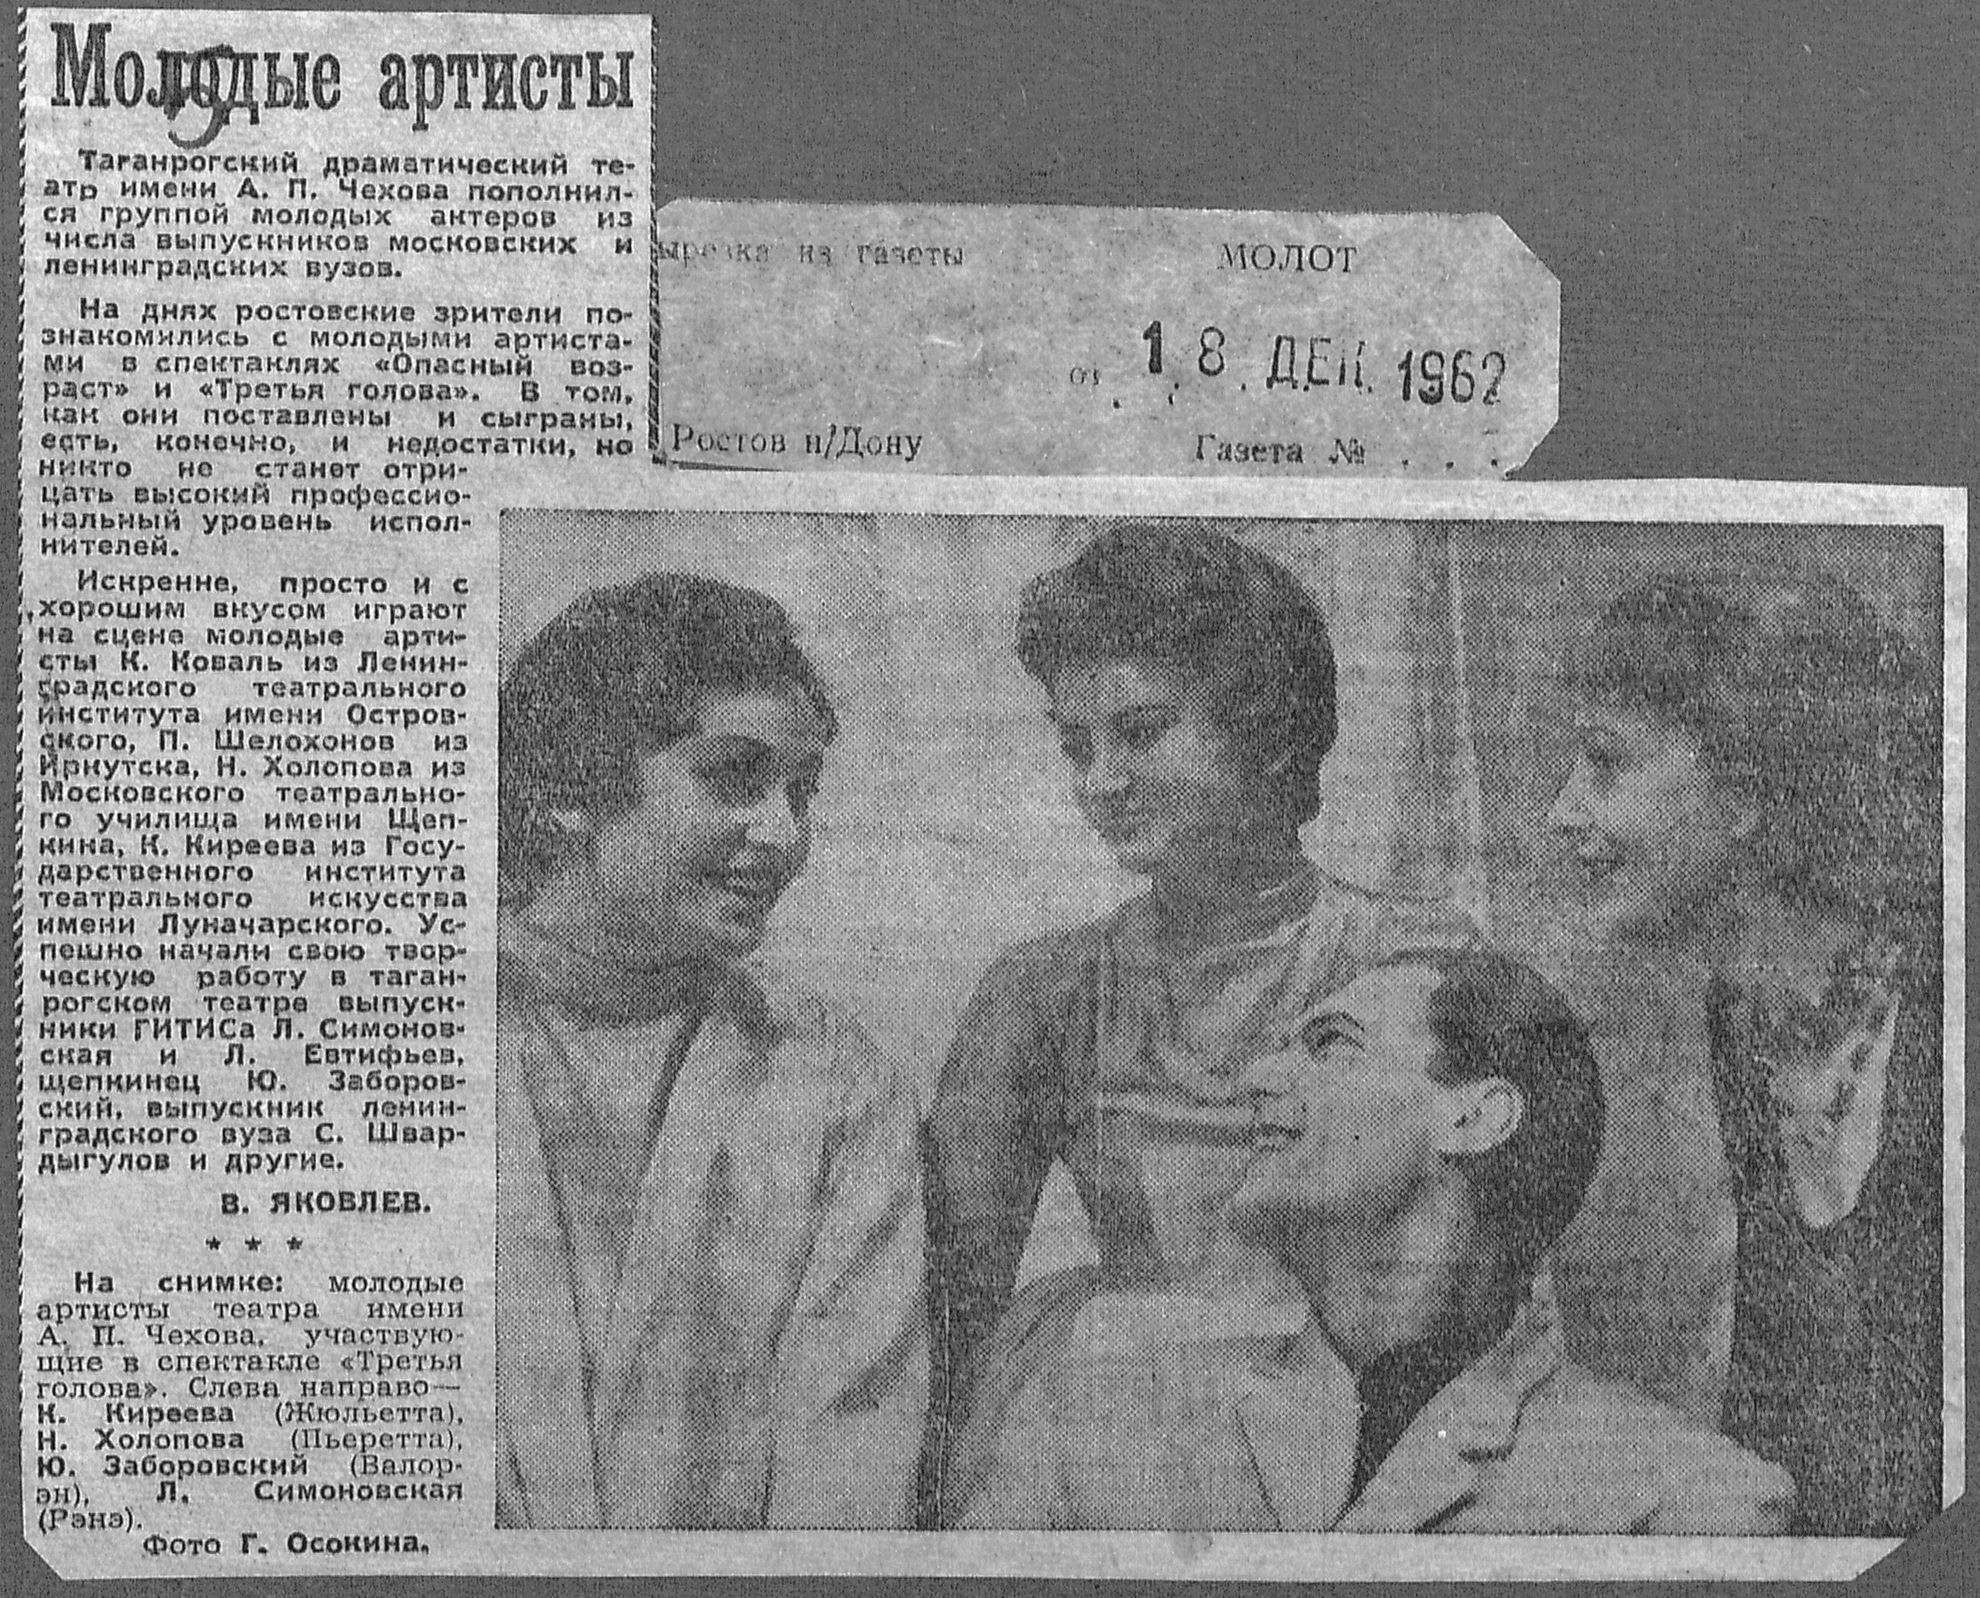 Молодые артисты
Таганрогский драматический те-
атр имени А. П. Чехова пополнил-
ся группой молодых актеров из
числа выпускников московских и
ленинградских вузов.
На днях ростовские зрители по-
знакомились с молодыми артиста-
ми в спектаклях «Опасный воз-
раст» и «Третья голова». В том,
как они поставлены и сыграны,
есть, конечно, и недостатки, но
никто не станет отри-
цать высокий профессио-
нальный уровень испол-
нителей.
Искренне, просто и с
хорошим вкусом играют
на сцене молодые арти-
сты К. Коваль из Ленин-
градского театрального
института имени Остров-
ского, П. Шелохонов из
Иркутска, Н. Холопова из
Московского театрально-
го училища имени Щеп-
кина, К. Киреева из Госу-
дарственного института
театрального искусства
имени Луначарского. Ус-
пешно начали свою твор-
ческую работу в таган-
рогском театре выпуск-
ники ГИТИСа Л. Симонов-
ская и Л. Евтифьев,
щепкинец Ю. Заборов-
ский, выпускник ленин-
градского вуза С. Швар-
дыгулов и другие.
В. ЯКОВЛЕВ.
* * *
На снимке: молодые
артисты театра имени
А. П. Чехова, участвую-
щие в спектакле «Третья
голова». Слева направо—
К. Киреева (Жюльетта),
Н. Холопова (Пьеретта),
Ю. Заборовский (Валор-
эн), Л. Симоновская
(Рэнэ).
Фото Г. Осокина.
ырезка из газеты
МОЛОТ
от 18 ДЕК. 1962
Ростов н/Дону
Газета № . . .